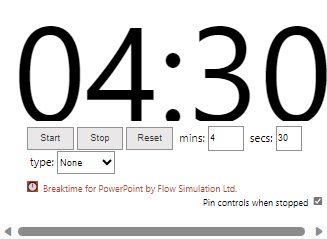 04:30
Start Stop Reset mins: 4 secs: 30
type: None
Breaktime for PowerPoint by Flow Simulation Ltd.
Pin controls when stopped